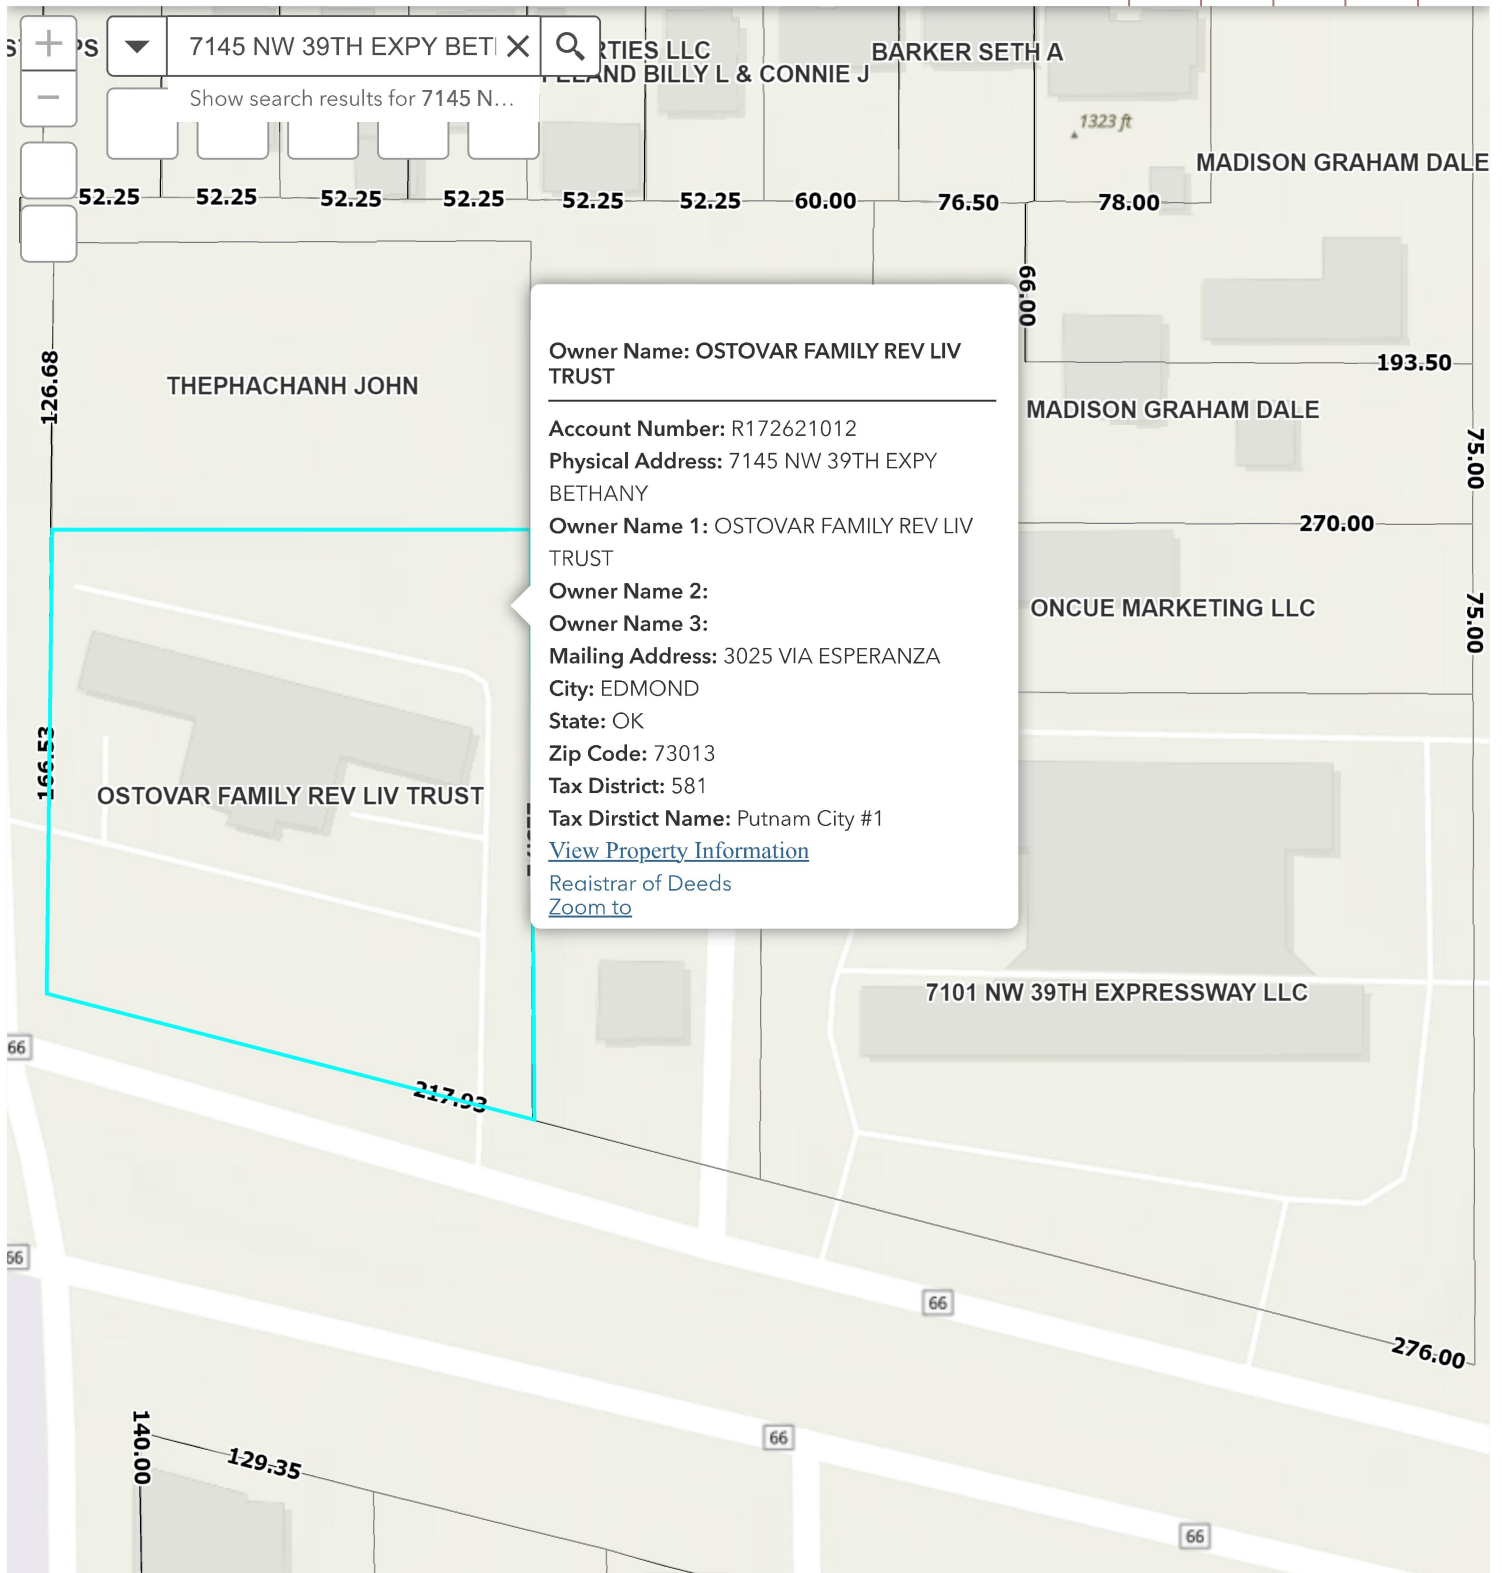 7145 NW 39TH EXPY BET
Show search results for 7145 N...
PS
RTIES LLC
LAND BILLY L & CONNIE J
BARKER SETH A
1323 ft
MADISON GRAHAM DALE
52.25
52.25
52.25
52.25
52.25
52.25
60.00
76.50
78.00
66.00
126.68
THEPHACHANH JOHN
193.50
MADISON GRAHAM DALE
75.00
270.00
ONCUE MARKETING LLC
75.00
Owner Name: OSTOVAR FAMILY REV LIV
TRUST
Account Number: R172621012
Physical Address: 7145 NW 39TH EXPY
BETHANY
Owner Name 1: OSTOVAR FAMILY REV LIV
TRUST
Owner Name 2:
Owner Name 3:
Mailing Address: 3025 VIA ESPERANZA
City: EDMOND
State: OK
Zip Code: 73013
Tax District: 581
Tax Dirstict Name: Putnam City #1
View Property Information
Registrar of Deeds
Zoom to
166.53
OSTOVAR FAMILY REV LIV TRUST
7101 NW 39TH EXPRESSWAY LLC
66
217.93
66
66
276.00
140.00
129.35
66
66